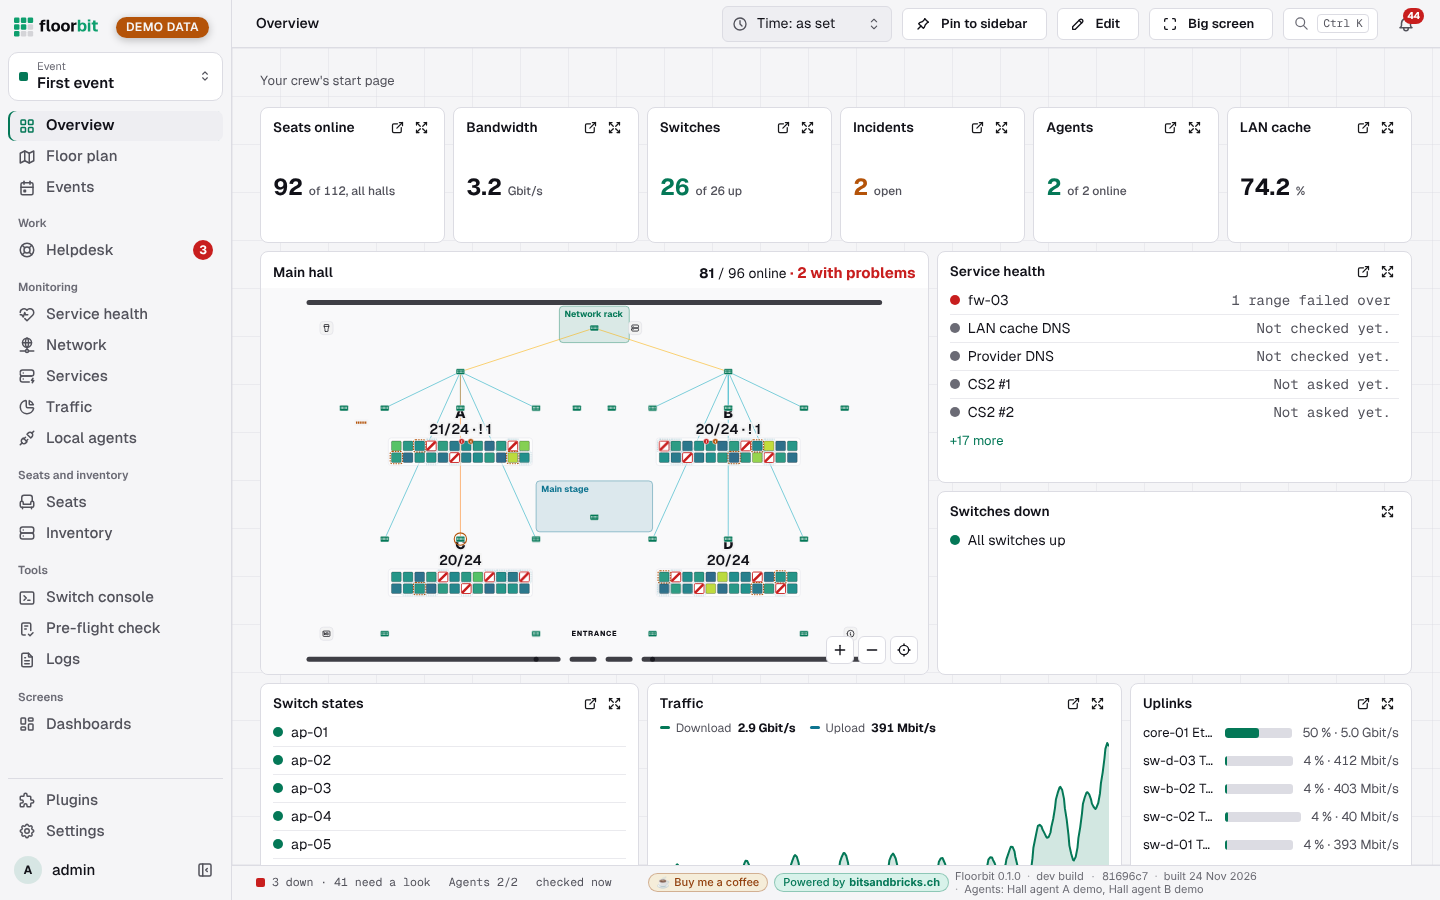 floorbit
DEMO DATA
Event
First event
Overview
Floor plan
Events
Work
Helpdesk
3
Monitoring
Service health
Network
Services
Traffic
Local agents
Seats and inventory
Seats
Inventory
Tools
Switch console
Pre-flight check
Logs
Screens
Dashboards
Plugins
Settings
A
admin
Overview
Time: as set
Pin to sidebar
Edit
Big screen
Ctrl K
44
Your crew's start page
Seats online
92 of 112, all halls
Bandwidth
3.2 Gbit/s
Switches
26 of 26 up
Incidents
2 open
Agents
2 of 2 online
LAN cache
74.2 %
Main hall
81 / 96 online · 2 with problems
Network rack
A
21/24 · ! 1
B
20/24 · ! 1
Main stage
C
20/24
D
20/24
ENTRANCE
Service health
fw-03 1 range failed over
LAN cache DNS Not checked yet.
Provider DNS Not checked yet.
CS2 #1 Not asked yet.
CS2 #2 Not asked yet.
+17 more
Switches down
All switches up
Switch states
ap-01
ap-02
ap-03
ap-04
ap-05
Traffic
Download 2.9 Gbit/s Upload 391 Mbit/s
Uplinks
core-01 Et... 50 % · 5.0 Gbit/s
sw-d-03 T... 4 % · 412 Mbit/s
sw-b-02 T... 4 % · 403 Mbit/s
sw-c-02 T... 4 % · 40 Mbit/s
sw-d-01 T... 4 % · 393 Mbit/s
3 down · 41 need a look Agents 2/2 checked now
Buy me a coffee
Powered by bitsandbricks.ch
Floorbit 0.1.0 · dev build · 81696c7 · built 24 Nov 2026
· Agents: Hall agent A demo, Hall agent B demo